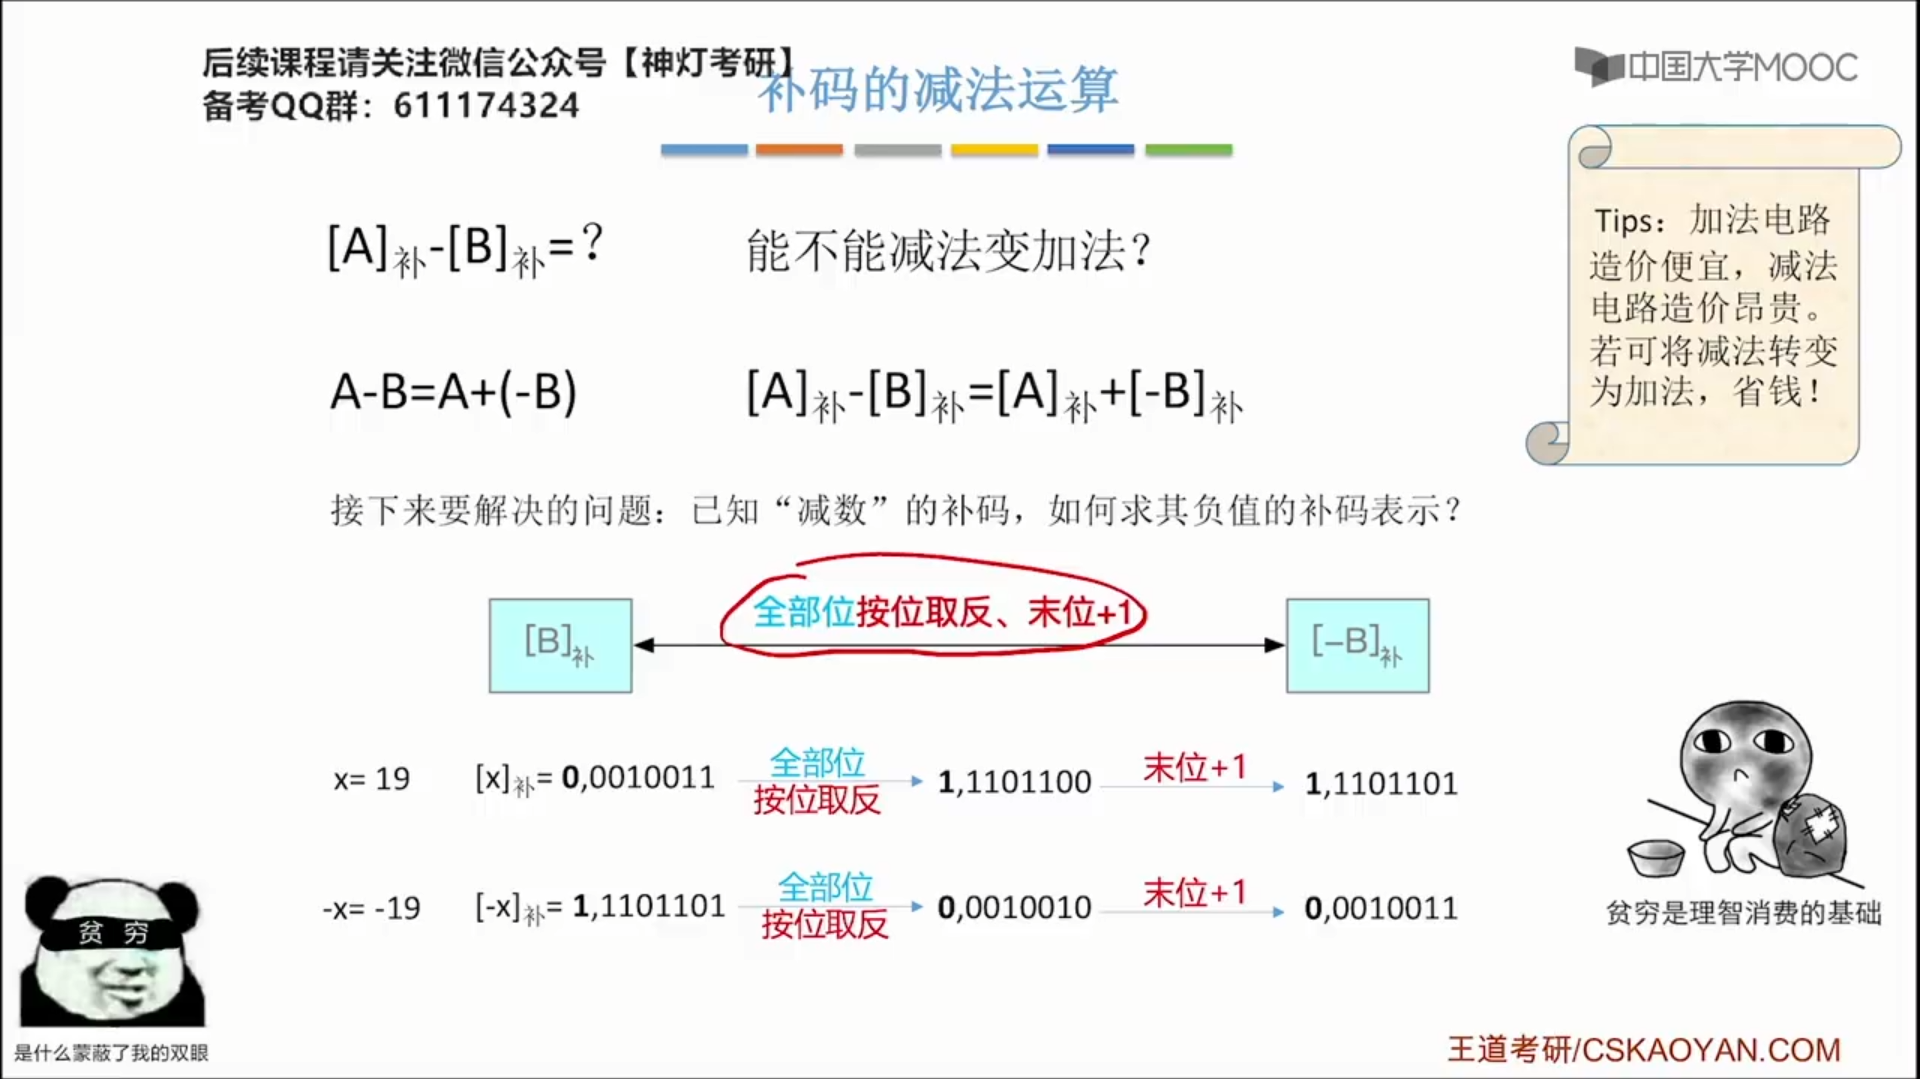 后续课程请关注微信公众号【神灯考研】
备考QQ群：611174324
补码的减法运算
中国大学MOOC
[A]补-[B]补=？
能不能减法变加法？
A-B=A+(-B)
[A]补-[B]补=[A]补+[-B]补
Tips：加法电路
造价便宜，减法
电路造价昂贵。
若可将减法转变
为加法，省钱！
接下来要解决的问题：已知“减数”的补码，如何求其负值的补码表示？
[B]补
全部位按位取反、末位+1
[−B]补
x= 19
[x]补= 0,0010011
全部位
按位取反
1,1101100
末位+1
1,1101101
-x= -19
[-x]补= 1,1101101
全部位
按位取反
0,0010010
末位+1
0,0010011
贫 穷
是什么蒙蔽了我的双眼
贫穷是理智消费的基础
王道考研/CSKAOYAN.COM